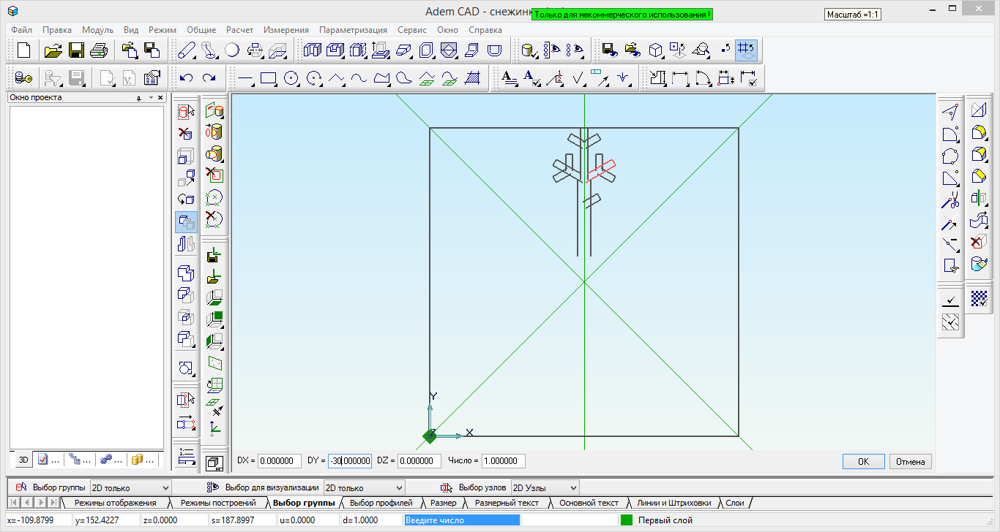 Adem CAD - снежинк
Только для некоммерческого использования !
Масштаб =1:1
Файл Правка Модуль Вид Режим Общие Расчет Измерения Параметризация Сервис Окно Справка
Окно проекта
Y
Z
X
3D ... ... ... ...
DX = 0.000000 DY = -30.000000 DZ = 0.000000 Число = 1.000000 OK Отмена
Выбор группы 2D только Выбор для визуализации 2D только Выбор узлов 2D Узлы
Режимы отображения Режимы построений Выбор группы Выбор профилей Размер Размерный текст Основной текст Линии и Штриховки Слои
x=-109.8799 y=152.4227 z=0.0000 s=187.8997 u=0.0000 d=1.0000 Введите число Первый слой